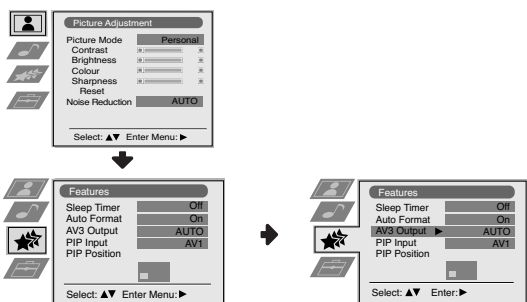 Picture Adjustment
Picture Mode Personal
Contrast
Brightness
Colour
Sharpness
Reset
Noise Reduction AUTO
Select: ▲▼ Enter Menu: ►
Features
Sleep Timer Off
Auto Format On
AV3 Output AUTO
PIP Input AV1
PIP Position
Select: ▲▼ Enter Menu: ►
Features
Sleep Timer Off
Auto Format On
AV3 Output ► AUTO
PIP Input AV1
PIP Position
Select: ▲▼ Enter: ►